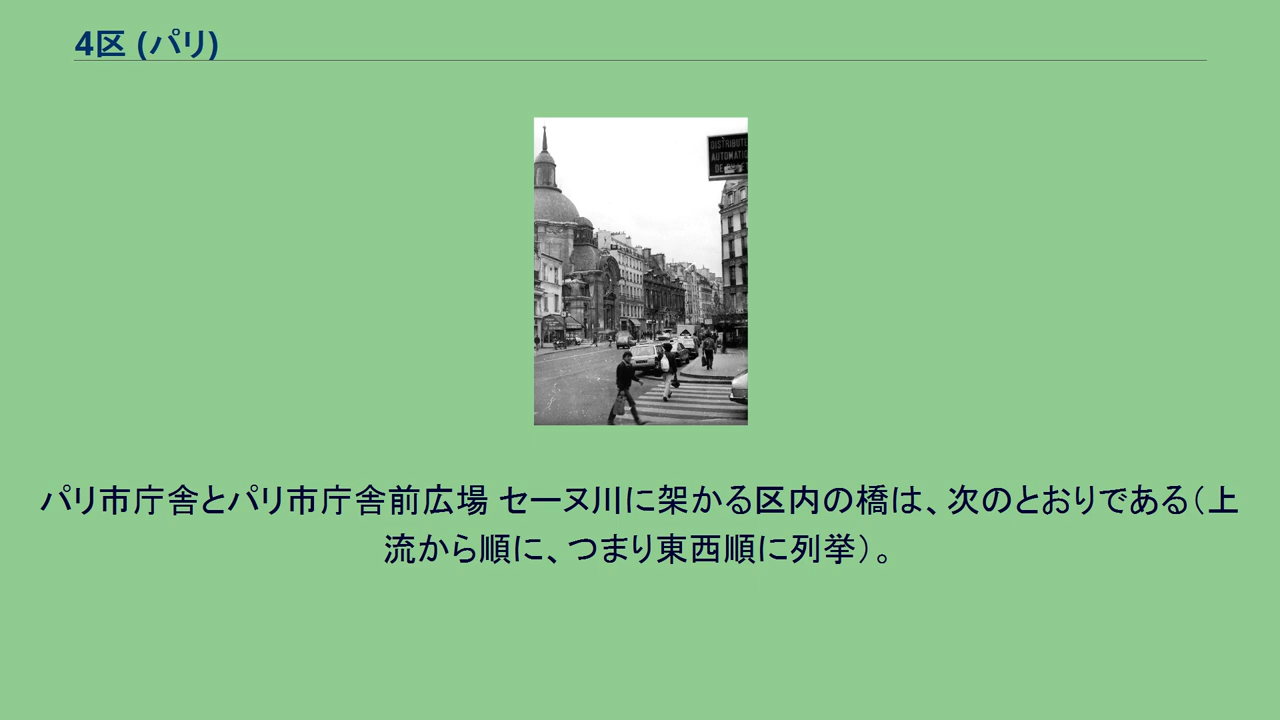 4区 (パリ)
DISTRIBUTE
AUTOMATIC
パリ市庁舎とパリ市庁舎前広場 セーヌ川に架かる区内の橋は、次のとおりである（上
流から順に、つまり東西順に列挙）。